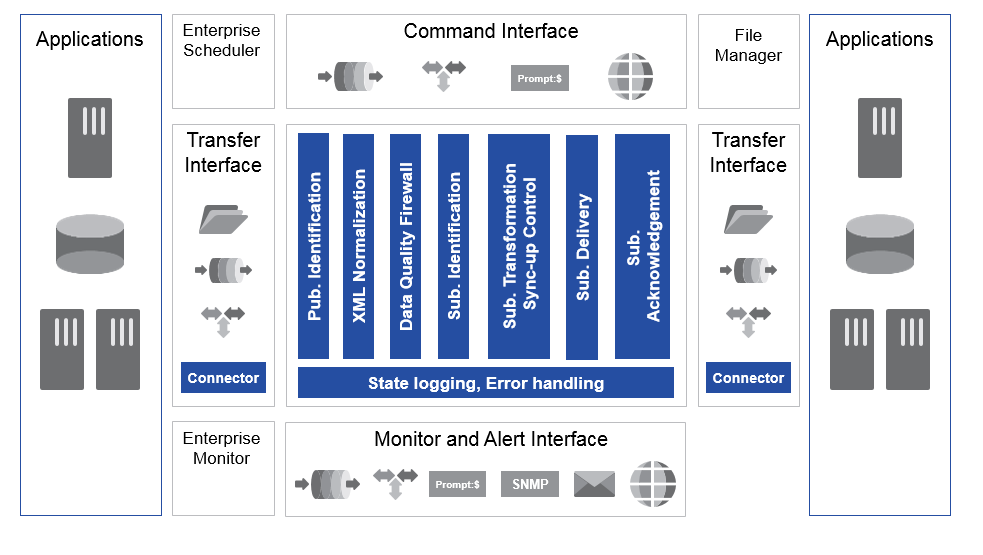 Applications
Enterprise
Scheduler
Command Interface
Prompt:$
File
Manager
Applications
Transfer
Interface
Connector
Pub. Identification
XML Normalization
Data Quality Firewall
Sub. Identification
Sub. Transformation
Sync-up Control
Sub. Delivery
Sub.
Acknowledgement
State logging, Error handling
Transfer
Interface
Connector
Enterprise
Monitor
Monitor and Alert Interface
Prompt:$
SNMP